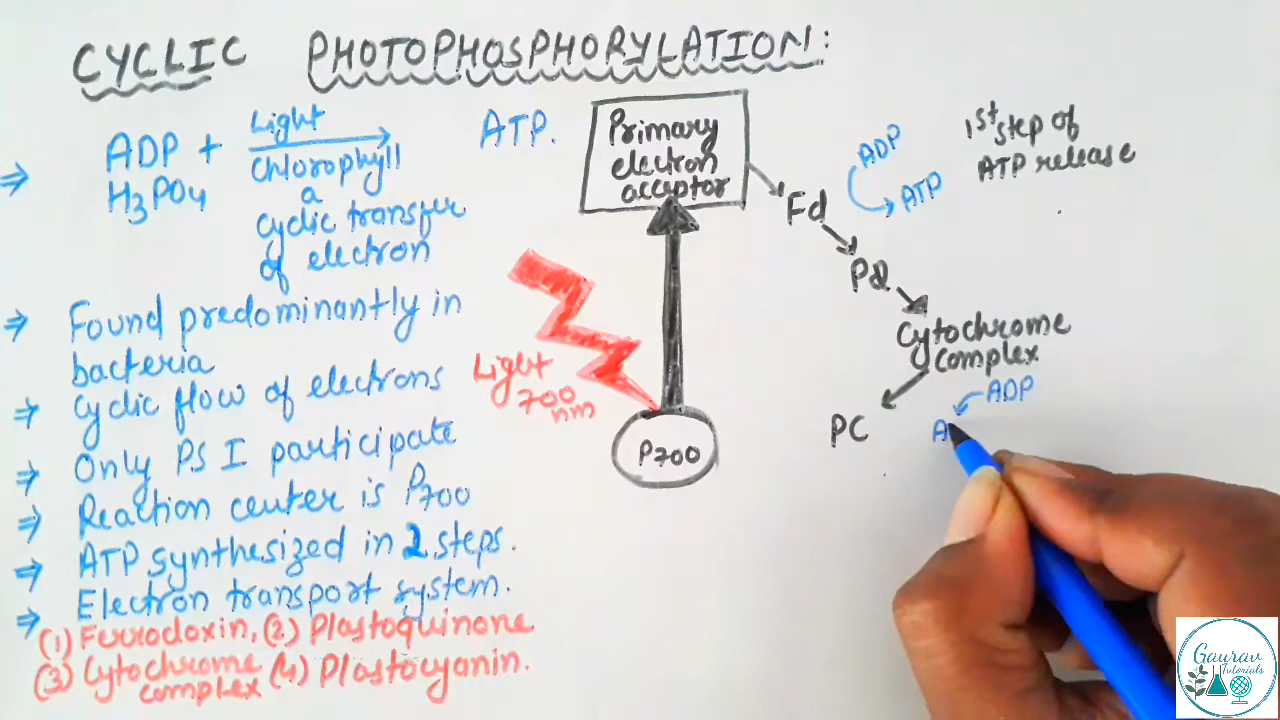 CYCLIC PHOTOPHOSPHORYLATION:
⇒ ADP + H3PO4
Light
Chlorophyll
a
cyclic transfer
of electron
ATP.
⇒ Found predominantly in
bacteria
⇒ Cyclic flow of electrons
⇒ Only PS I participate
⇒ Reaction center is P700
⇒ ATP synthesized in 2 steps.
⇒ Electron transport system.
(1) Ferrodoxin, (2) Plastoquinone
(3) Cytochrome
complex (4) Plastocyanin.
Primary
electron
acceptor
Light
700
nm
P700
Fd
ADP
ATP
1st step of
ATP release
PQ
Cytochrome
complex
PC
ADP
A
Gaurav
Tutorials